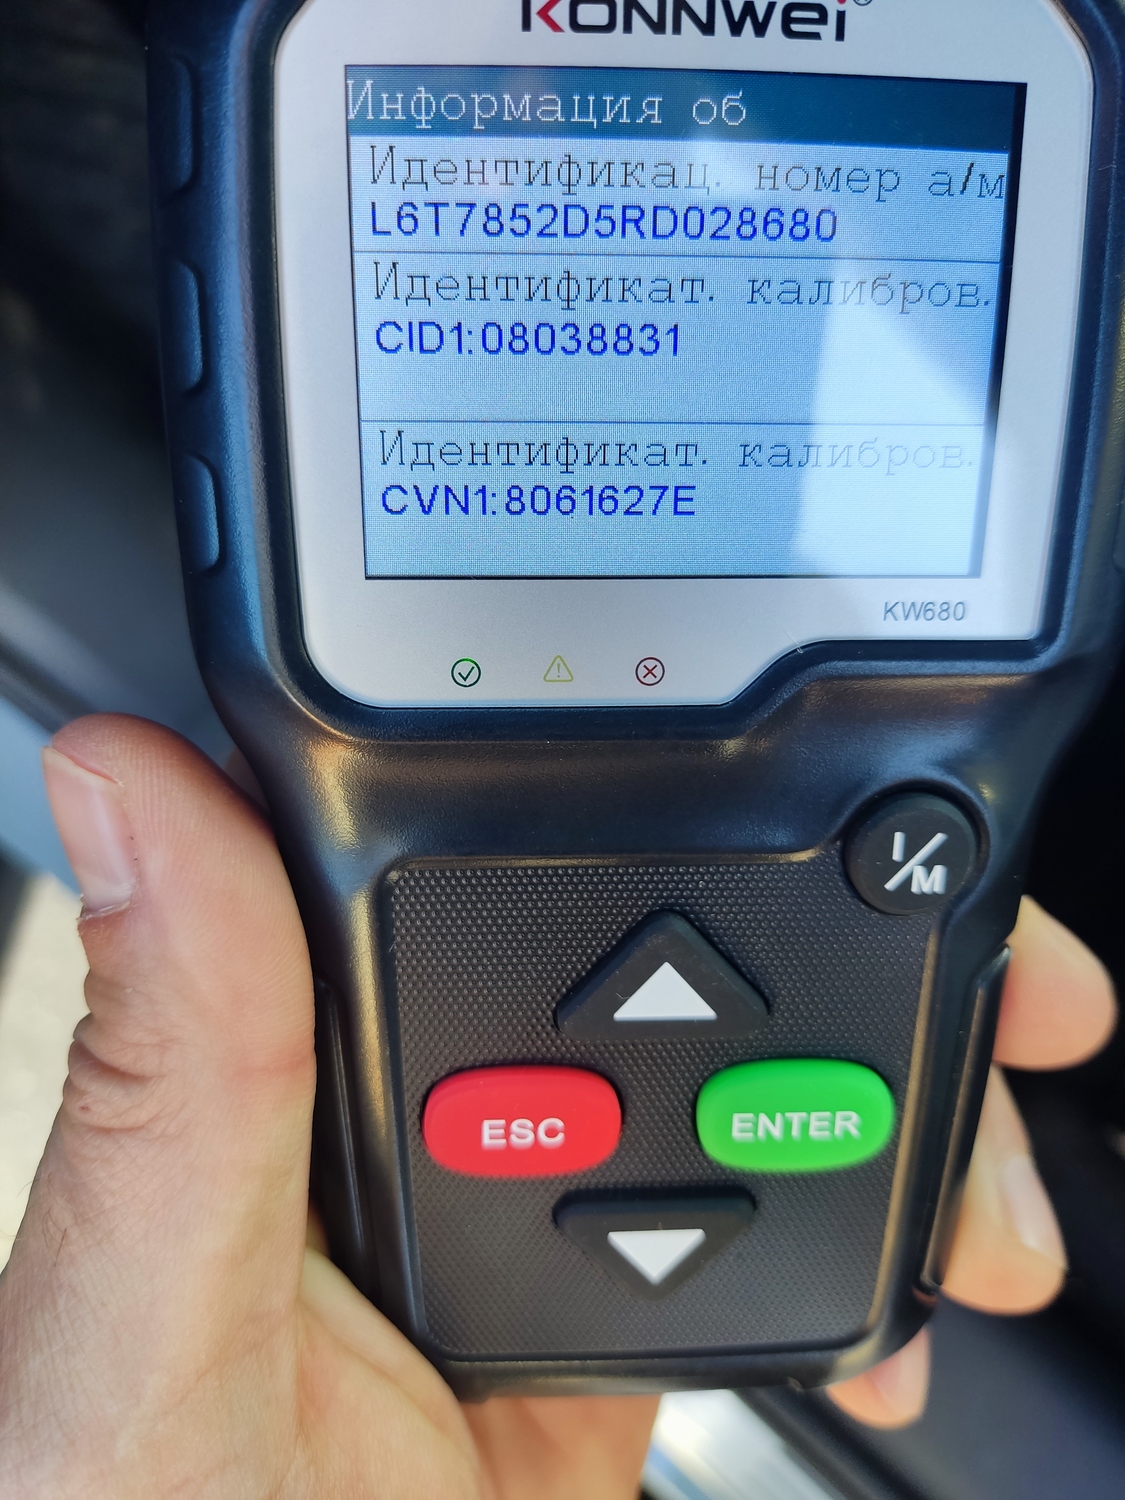 KONNWEI®
Информация об
Идентификац. номер а/м
L6T7852D5RD028680
Идентификат. калибров.
CID1:08038831
Идентификат. калибров.
CVN1:8061627E
KW680
I/M
ESC
ENTER